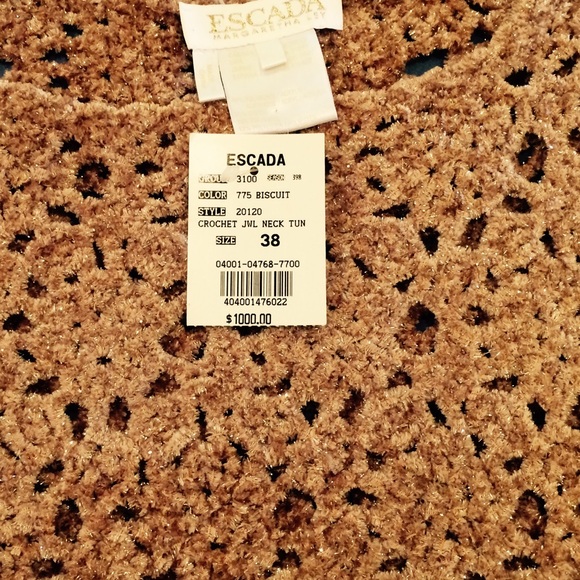 ESCADA
MARGARETHA LEY
ESCADA
GROUP 3100
COLOR 775 BISCUIT
STYLE 20120
CROCHET JWL NECK TUN
SIZE 38
04001-04768-7700
404001476022
$1000.00